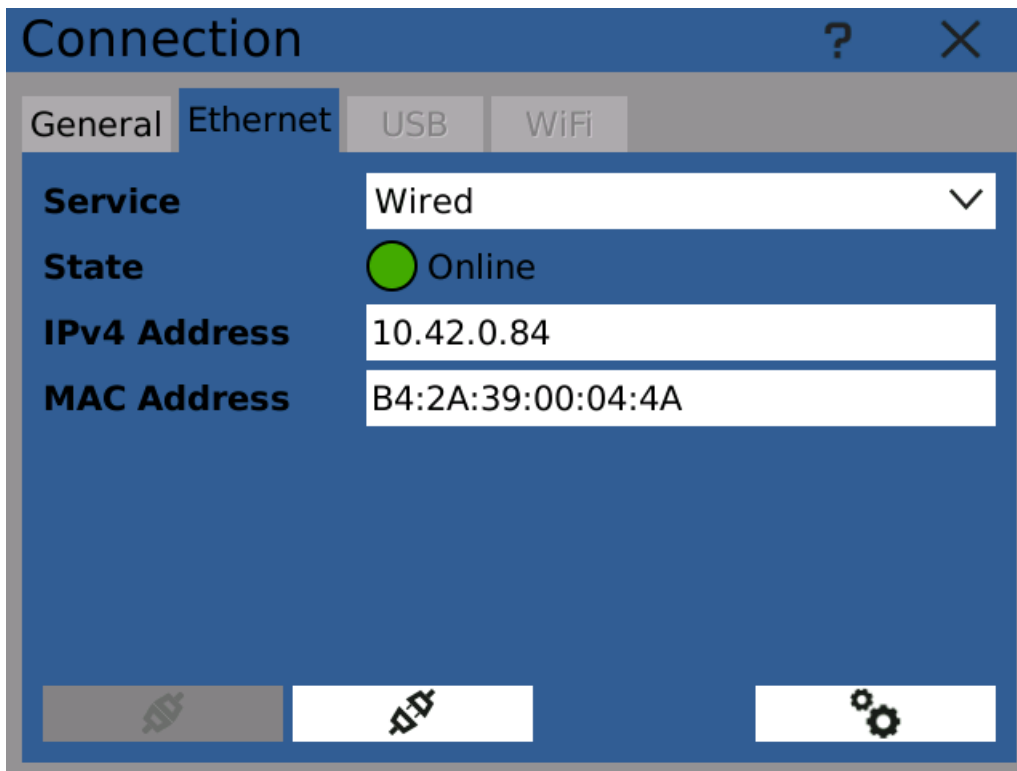 Connection ?
General Ethernet USB WiFi
Service Wired
State Online
IPv4 Address 10.42.0.84
MAC Address B4:2A:39:00:04:4A